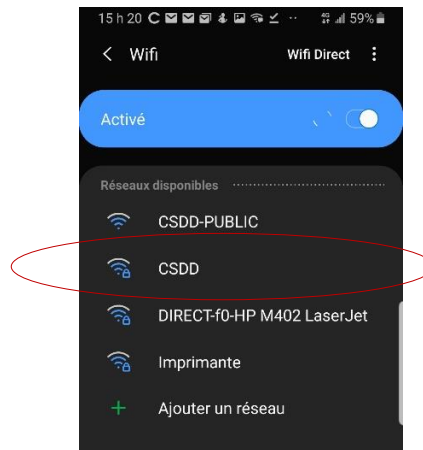 15 h 20 59%
Wifi Wifi Direct
Activé
Réseaux disponibles
CSDD-PUBLIC
CSDD
DIRECT-f0-HP M402 LaserJet
Imprimante
Ajouter un réseau